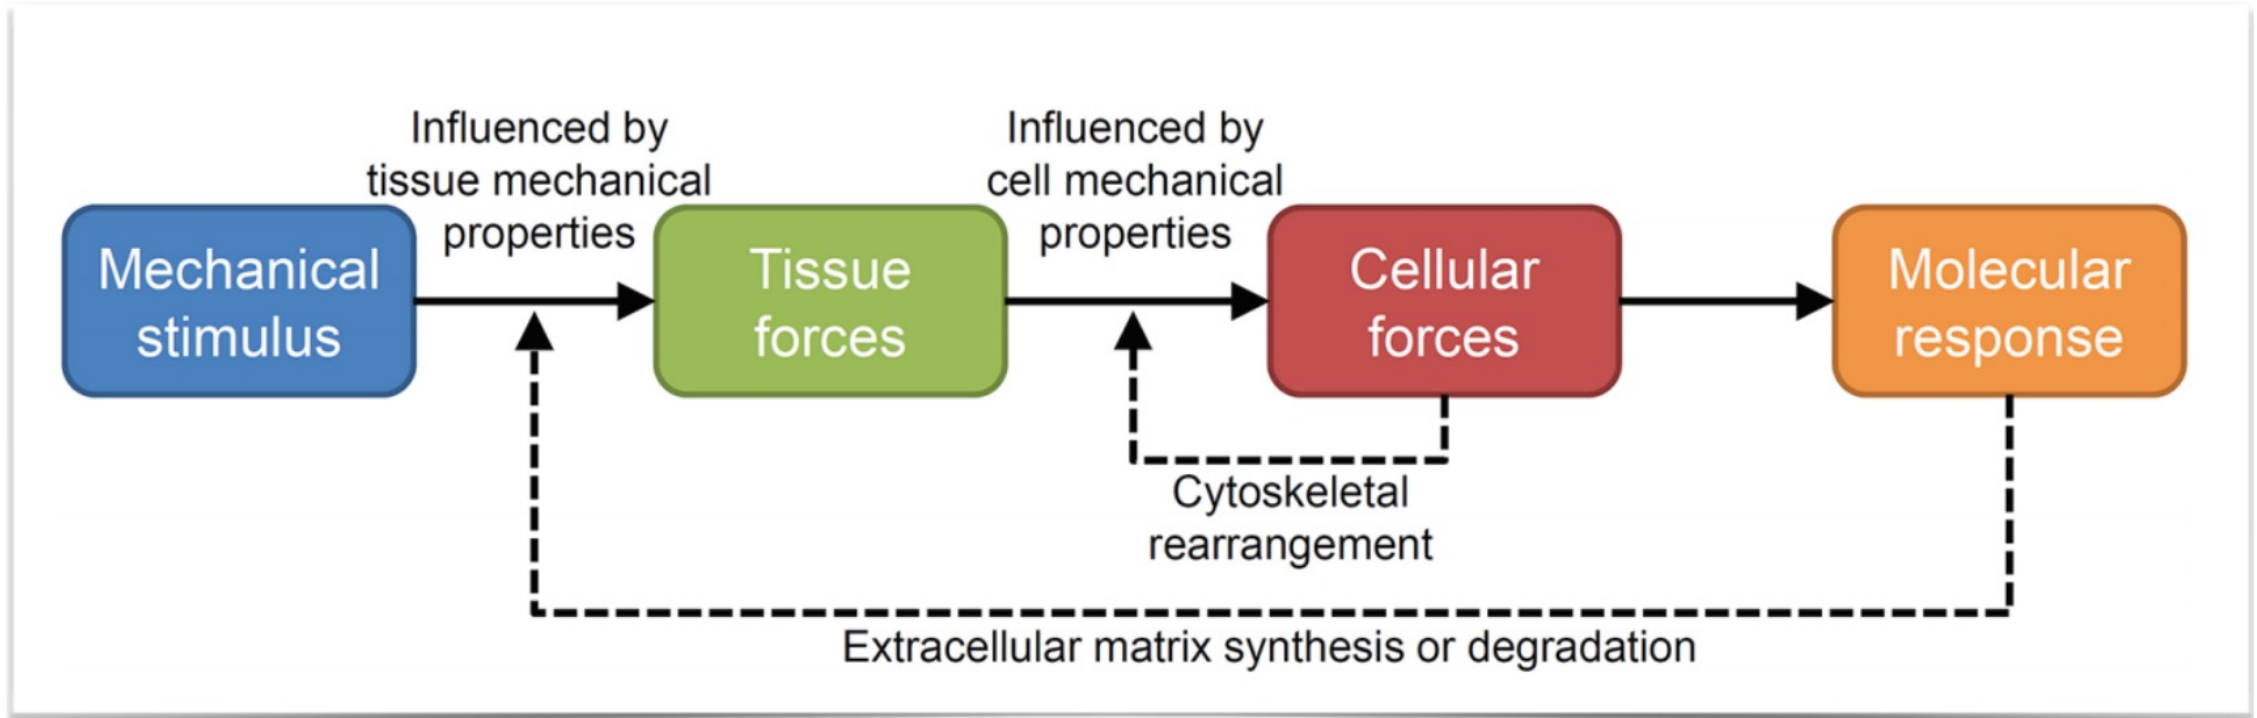 Influenced by
tissue mechanical
properties
Influenced by
cell mechanical
properties
Mechanical
stimulus
Tissue
forces
Cellular
forces
Molecular
response
Cytoskeletal
rearrangement
Extracellular matrix synthesis or degradation